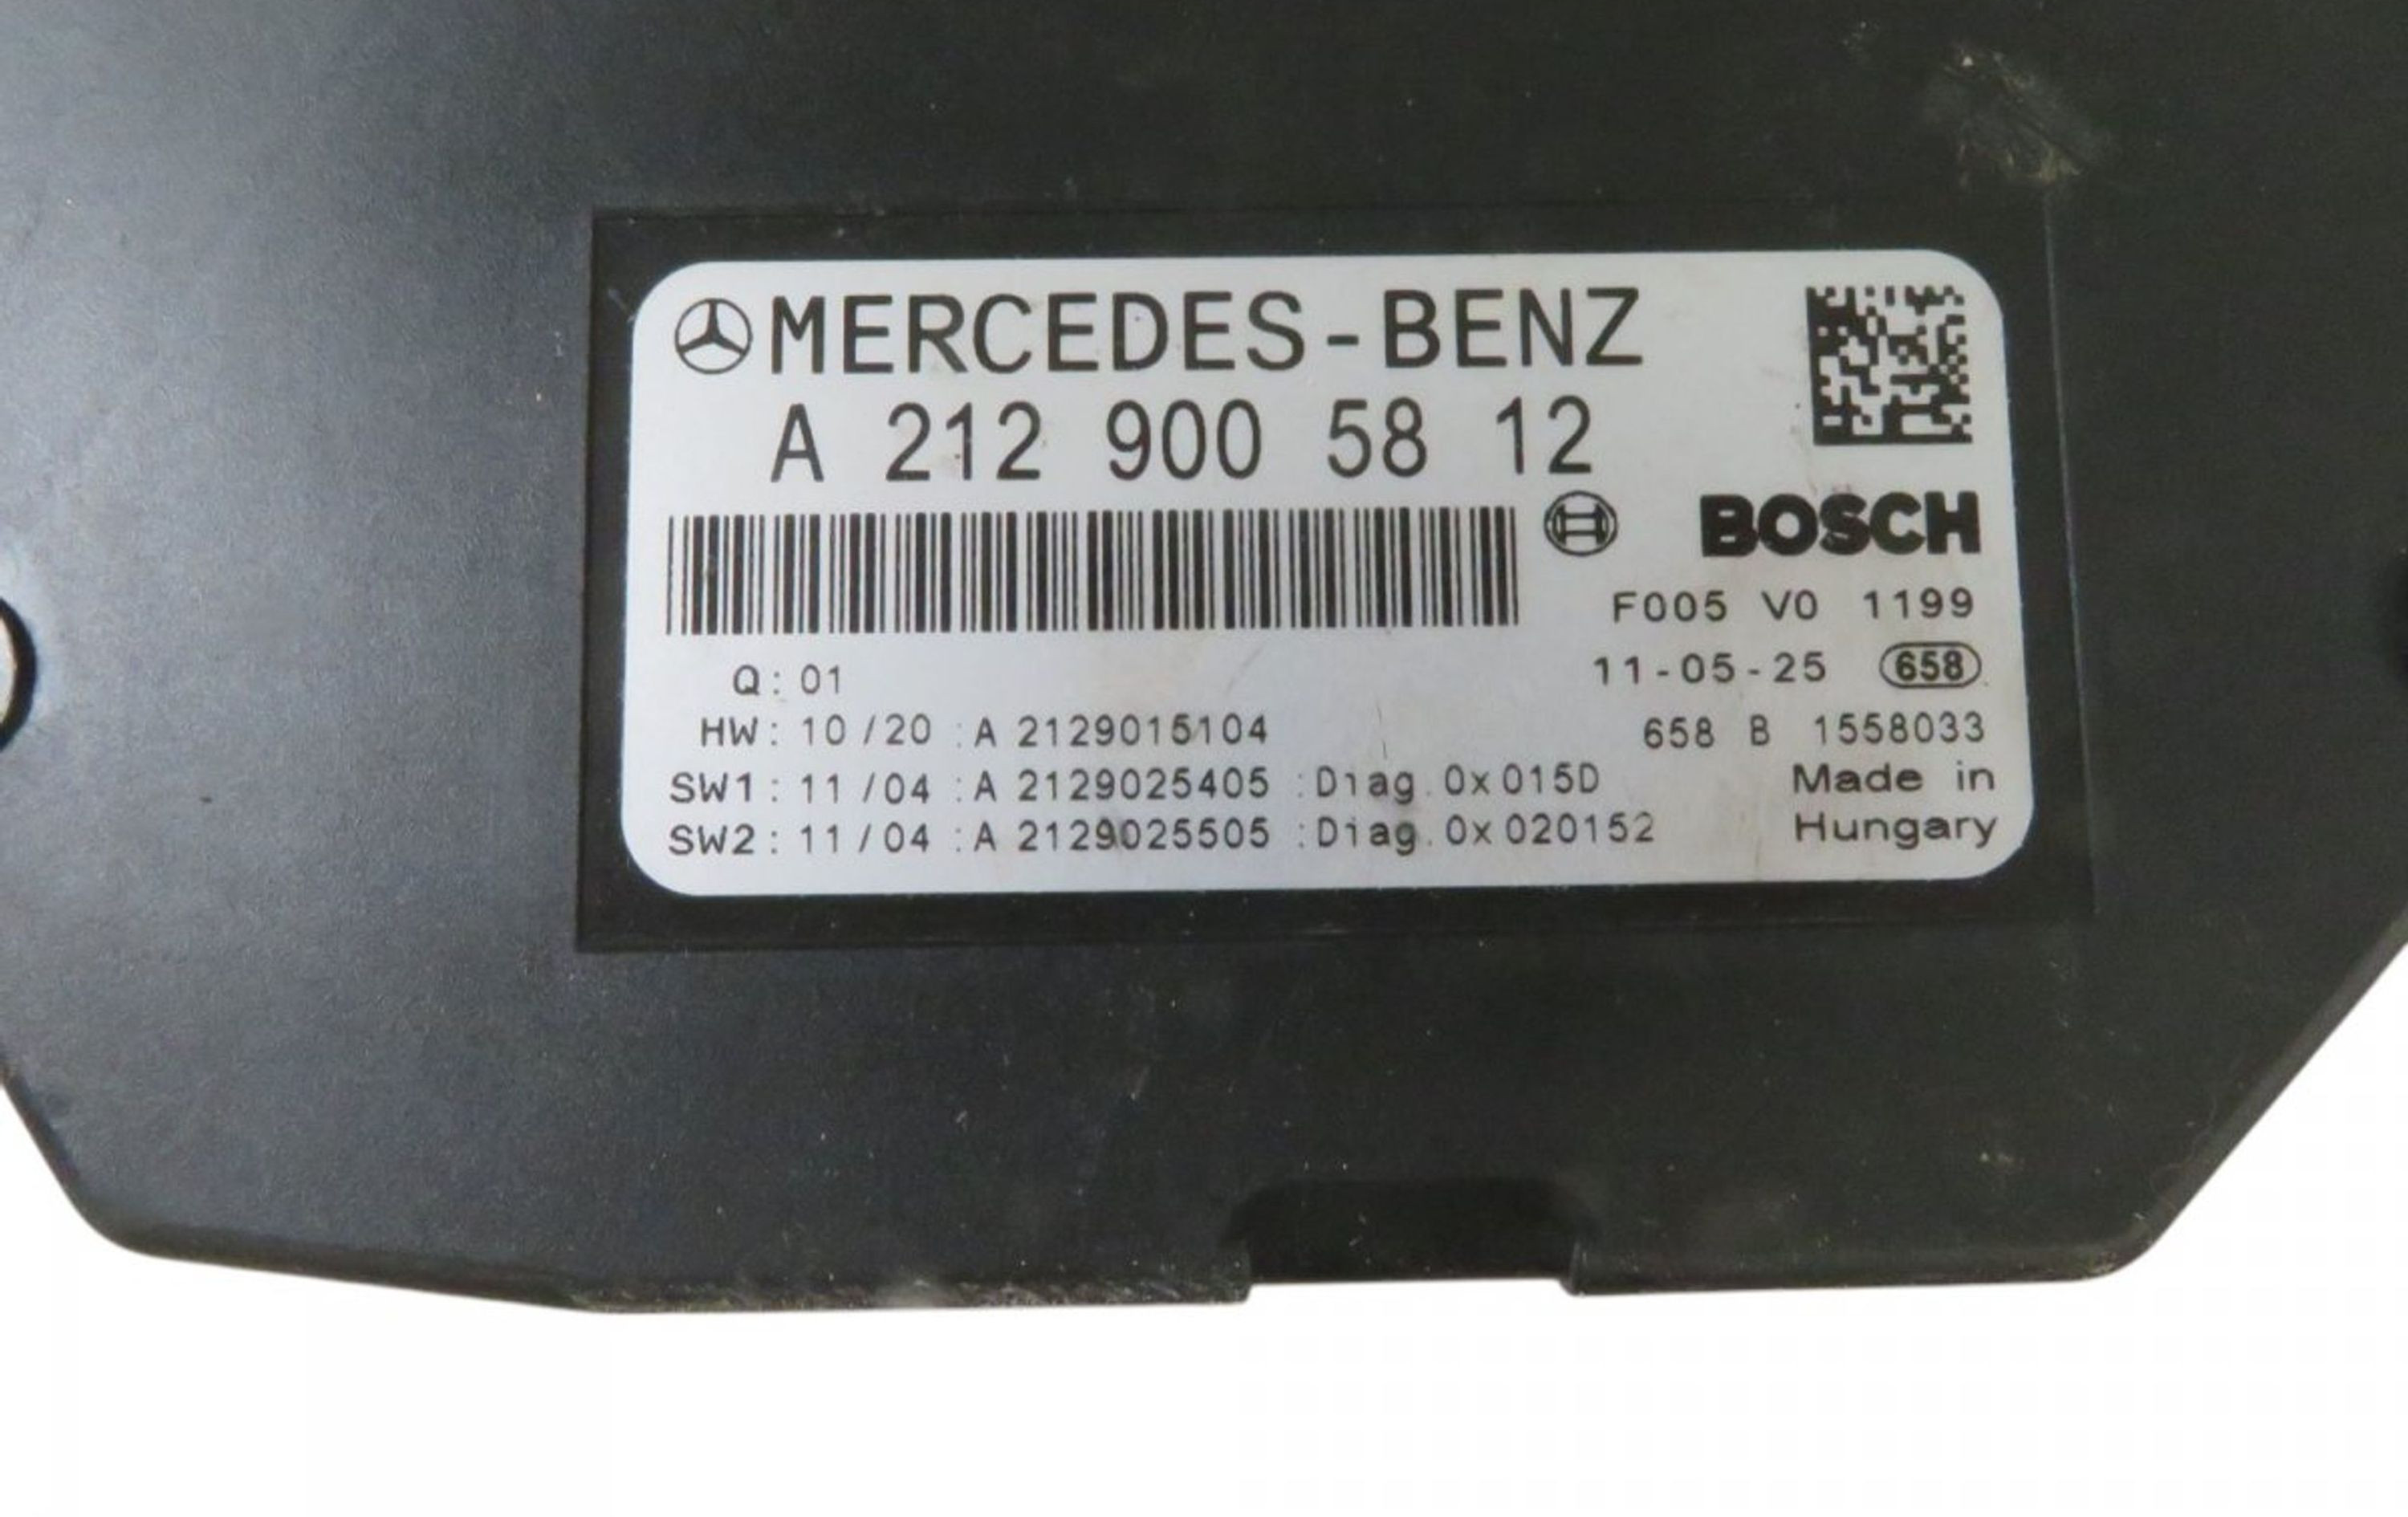 MERCEDES-BENZ
A 212 900 58 12
BOSCH
F005 V0 1199
Q: 01
11-05-25 658
HW: 10/20 :A 2129015104
658 B 1558033
SW1: 11/04 :A 2129025405 :Diag.0x015D
Made in
SW2: 11/04 :A 2129025505 :Diag.0x020152
Hungary